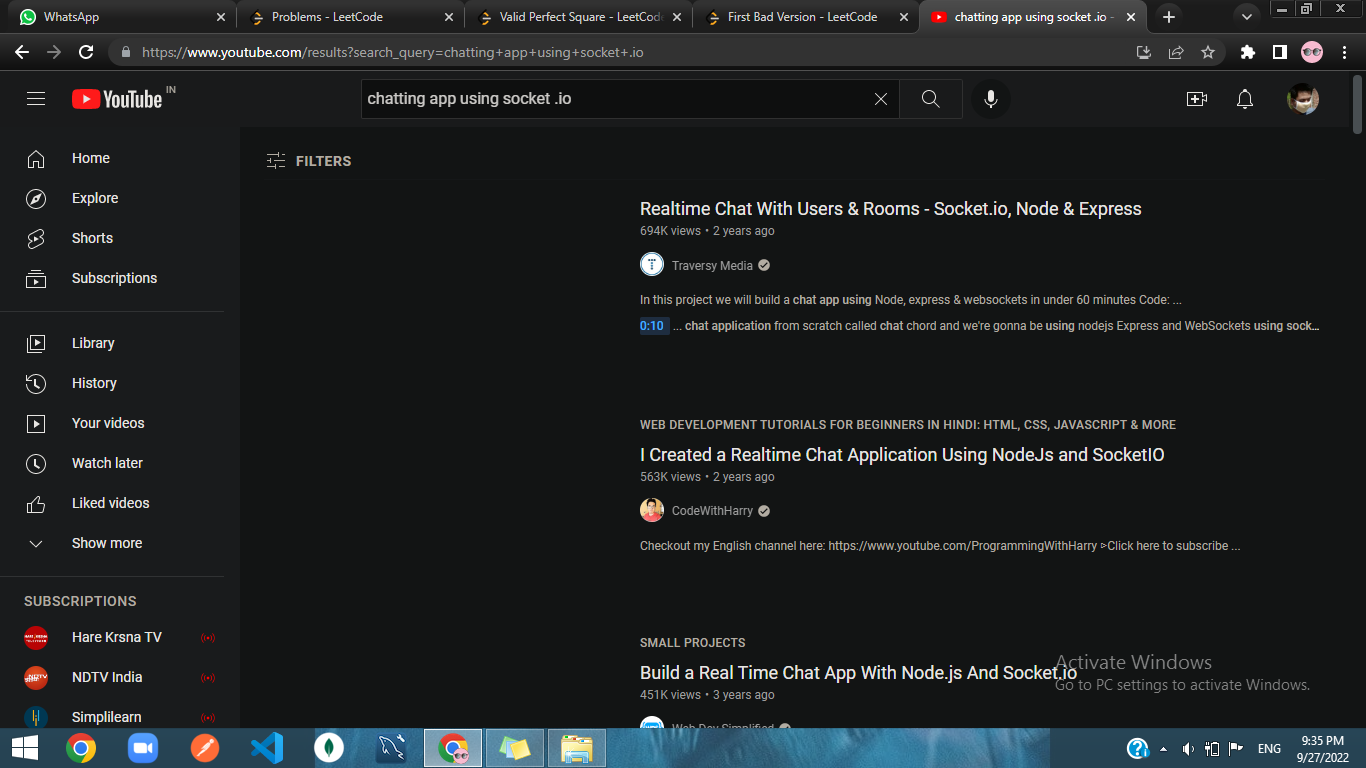 WhatsApp
Problems - LeetCode
Valid Perfect Square - LeetCode
First Bad Version - LeetCode
chatting app using socket .io -
https://www.youtube.com/results?search_query=chatting+app+using+socket+.io
YouTube IN
chatting app using socket .io
Home
Explore
Shorts
Subscriptions
Library
History
Your videos
Watch later
Liked videos
Show more
SUBSCRIPTIONS
Hare Krsna TV
NDTV India
Simplilearn
FILTERS
Realtime Chat With Users & Rooms - Socket.io, Node & Express
694K views • 2 years ago
Traversy Media
In this project we will build a chat app using Node, express & websockets in under 60 minutes Code: ...
0:10 ... chat application from scratch called chat chord and we're gonna be using nodejs Express and WebSockets using sock...
WEB DEVELOPMENT TUTORIALS FOR BEGINNERS IN HINDI: HTML, CSS, JAVASCRIPT & MORE
I Created a Realtime Chat Application Using NodeJs and SocketIO
563K views • 2 years ago
CodeWithHarry
Checkout my English channel here: https://www.youtube.com/ProgrammingWithHarry ▹Click here to subscribe ...
SMALL PROJECTS
Build a Real Time Chat App With Node.js And Socket.io
451K views • 3 years ago
Web Dev Simplified
Activate Windows
Go to PC settings to activate Windows.
ENG
9:35 PM
9/27/2022